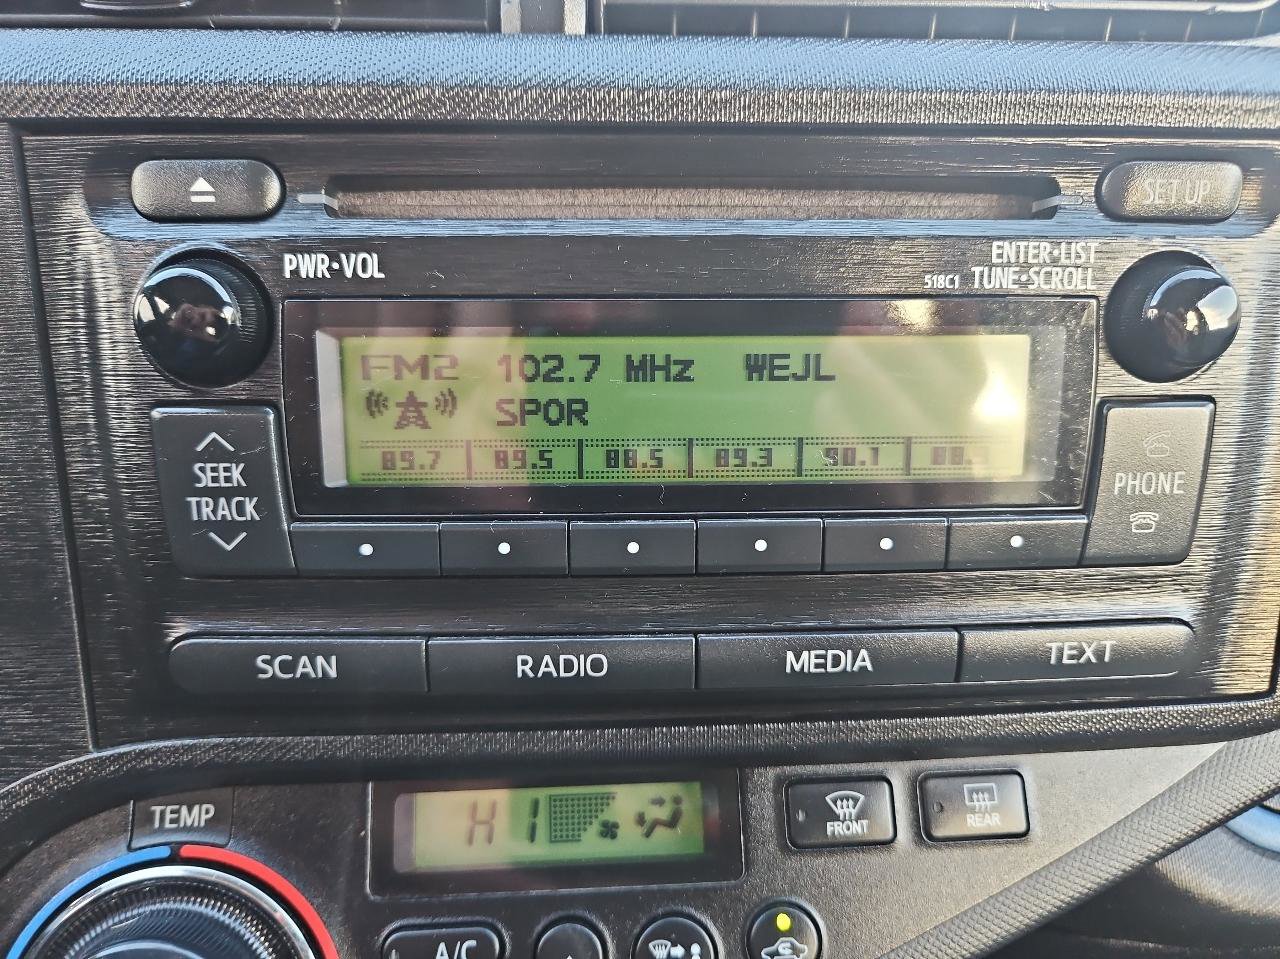 SET UP
PWR•VOL
ENTER•LIST
518C1 TUNE•SCROLL
FM2 102.7 MHz WEJL
SPOR
89.7 89.5 88.5 89.3 90.1
SEEK
TRACK
PHONE
SCAN RADIO MEDIA TEXT
TEMP
HI
FRONT
REAR
A/C